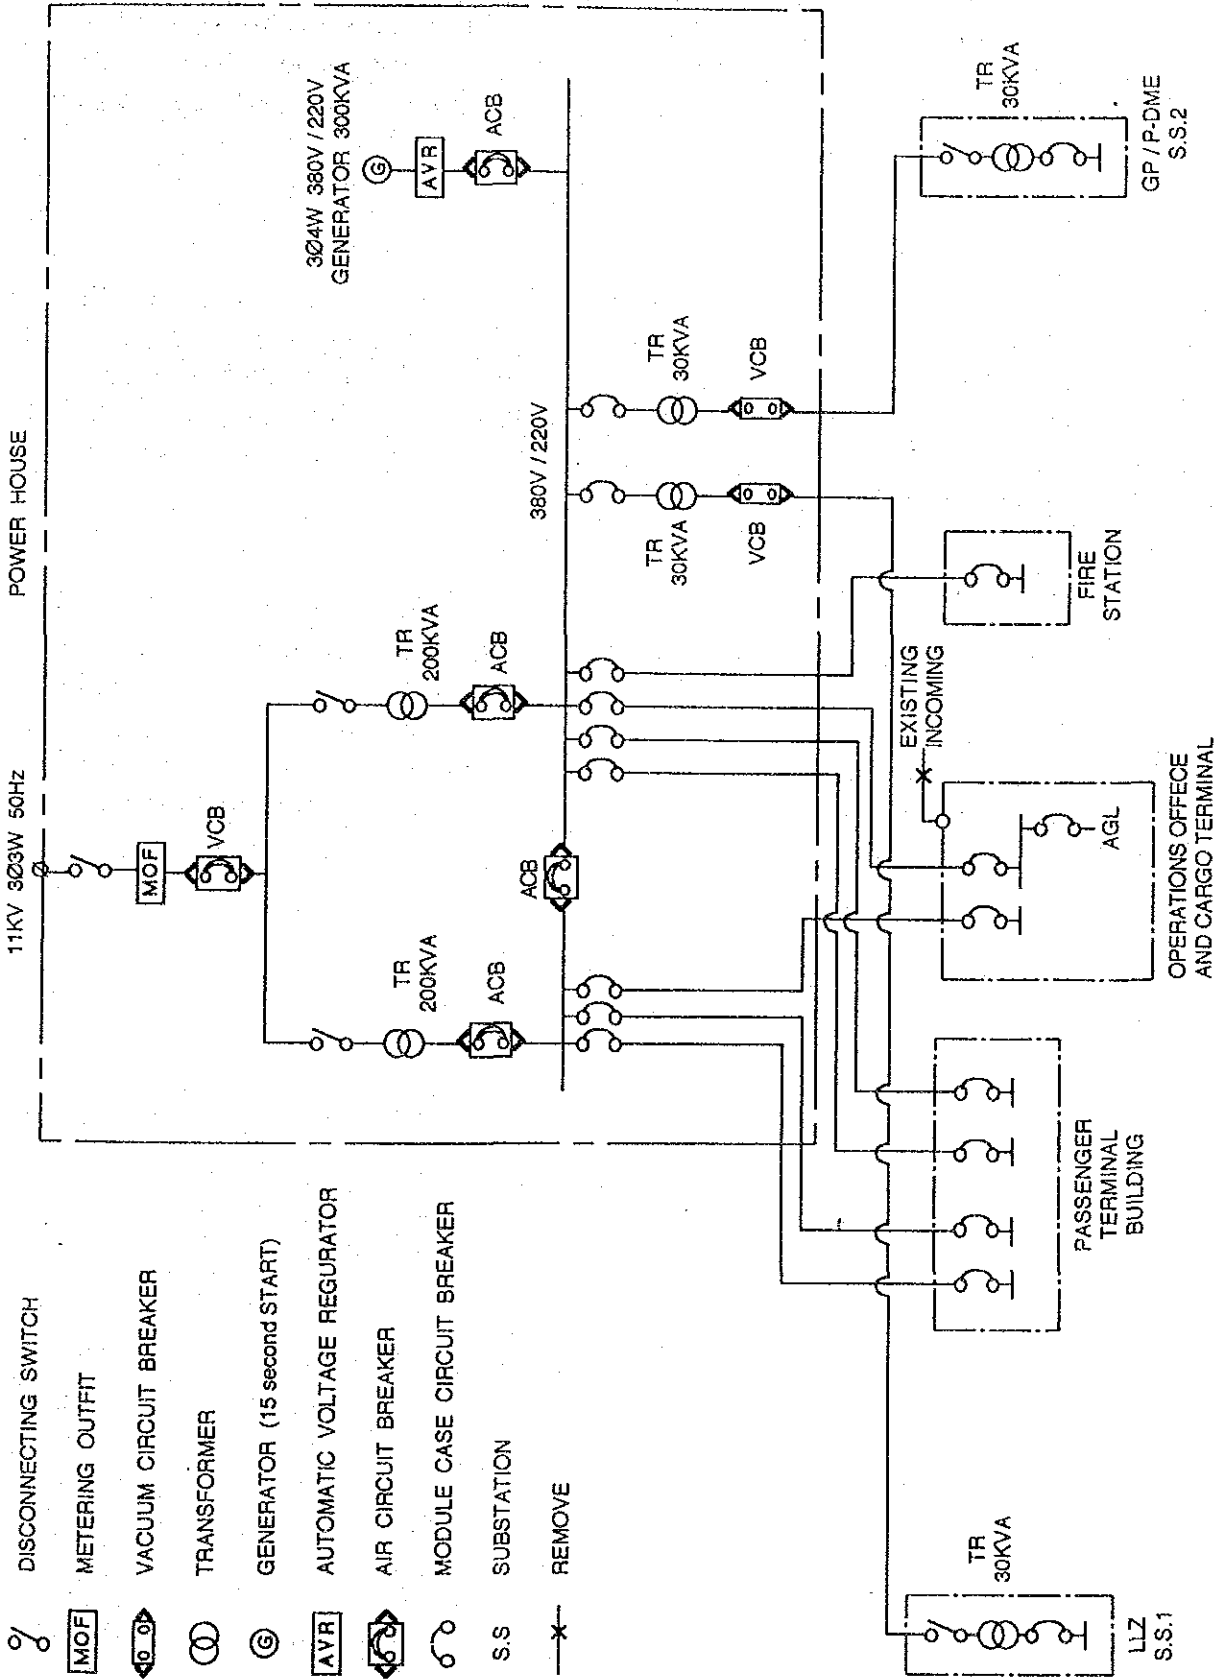 DISCONNECTING SWITCH
MOF METERING OUTFIT
VACUUM CIRCUIT BREAKER
TRANSFORMER
G GENERATOR (15 second START)
AVR AUTOMATIC VOLTAGE REGURATOR
AIR CIRCUIT BREAKER
MODULE CASE CIRCUIT BREAKER
S.S SUBSTATION
REMOVE
11KV 3Ø3W 50Hz
POWER HOUSE
MOF
VCB
TR
200KVA
ACB
TR
200KVA
ACB
ACB
3Ø4W 380V / 220V
GENERATOR 300KVA
G
AVR
ACB
380V / 220V
TR
30KVA
VCB
TR
30KVA
VCB
TR
30KVA
LLZ
S.S.1
PASSENGER
TERMINAL
BUILDING
EXISTING
INCOMING
AGL
OPERATIONS OFFECE
AND CARGO TERMINAL
FIRE
STATION
TR
30KVA
GP / P-DME
S.S.2